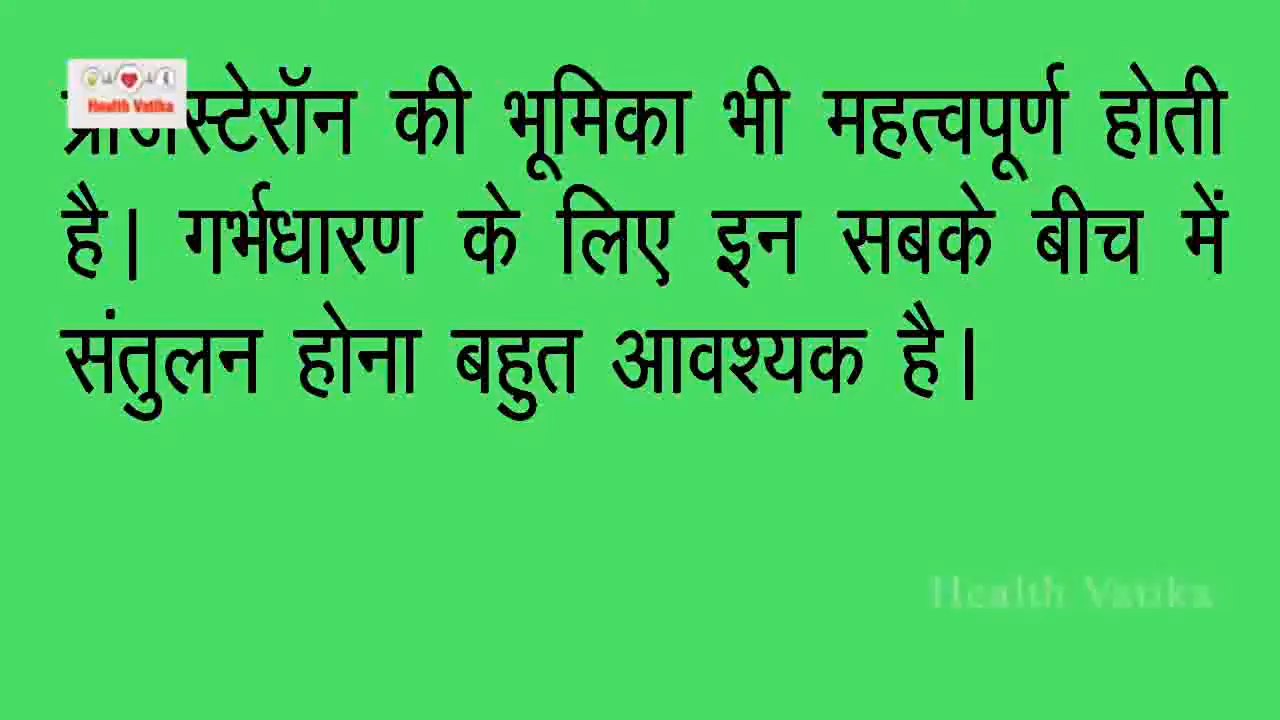 Health Vatika
की भूमिका भी महत्वपूर्ण होती
है| गर्भधारण के लिए इन सबके बीच में
संतुलन होना बहुत आवश्यक है|
Health Vatika